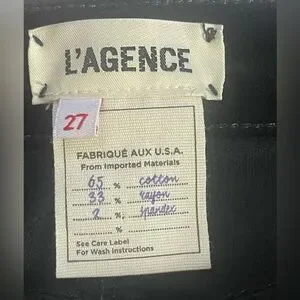 L'AGENCE
27
FABRIQUÉ AUX U.S.A.
From Imported Materials
65 % cotton
33 % rayon
2 % spandex
%
See Care Label
For Wash Instructions